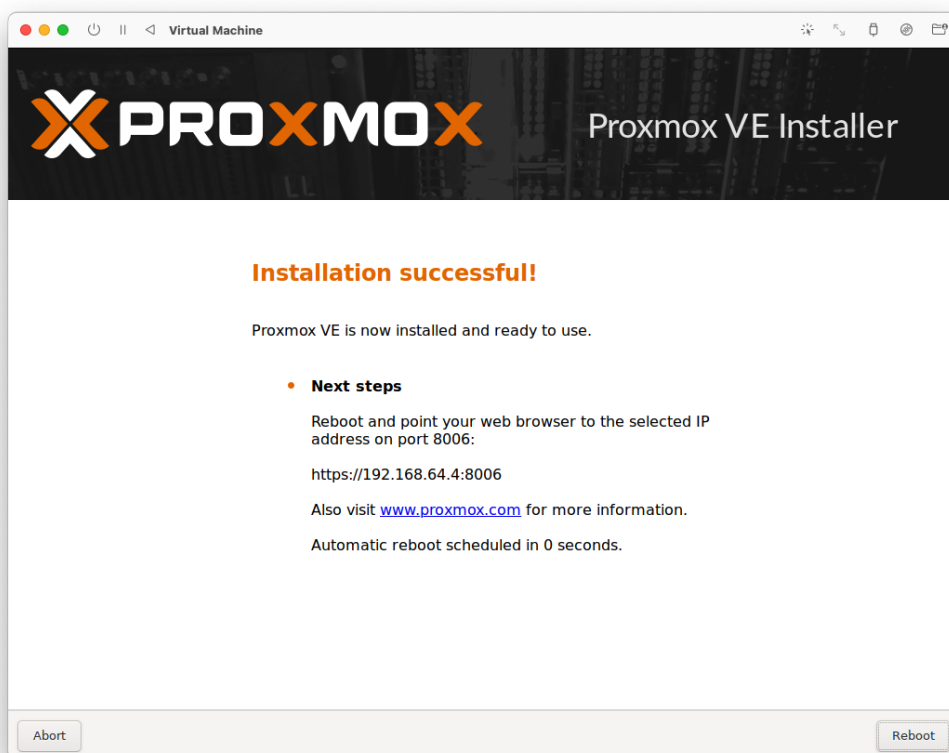 Virtual Machine
PROXMOX
Proxmox VE Installer
Installation successful!
Proxmox VE is now installed and ready to use.
Next steps
Reboot and point your web browser to the selected IP
address on port 8006:
https://192.168.64.4:8006
Also visit www.proxmox.com for more information.
Automatic reboot scheduled in 0 seconds.
Abort
Reboot